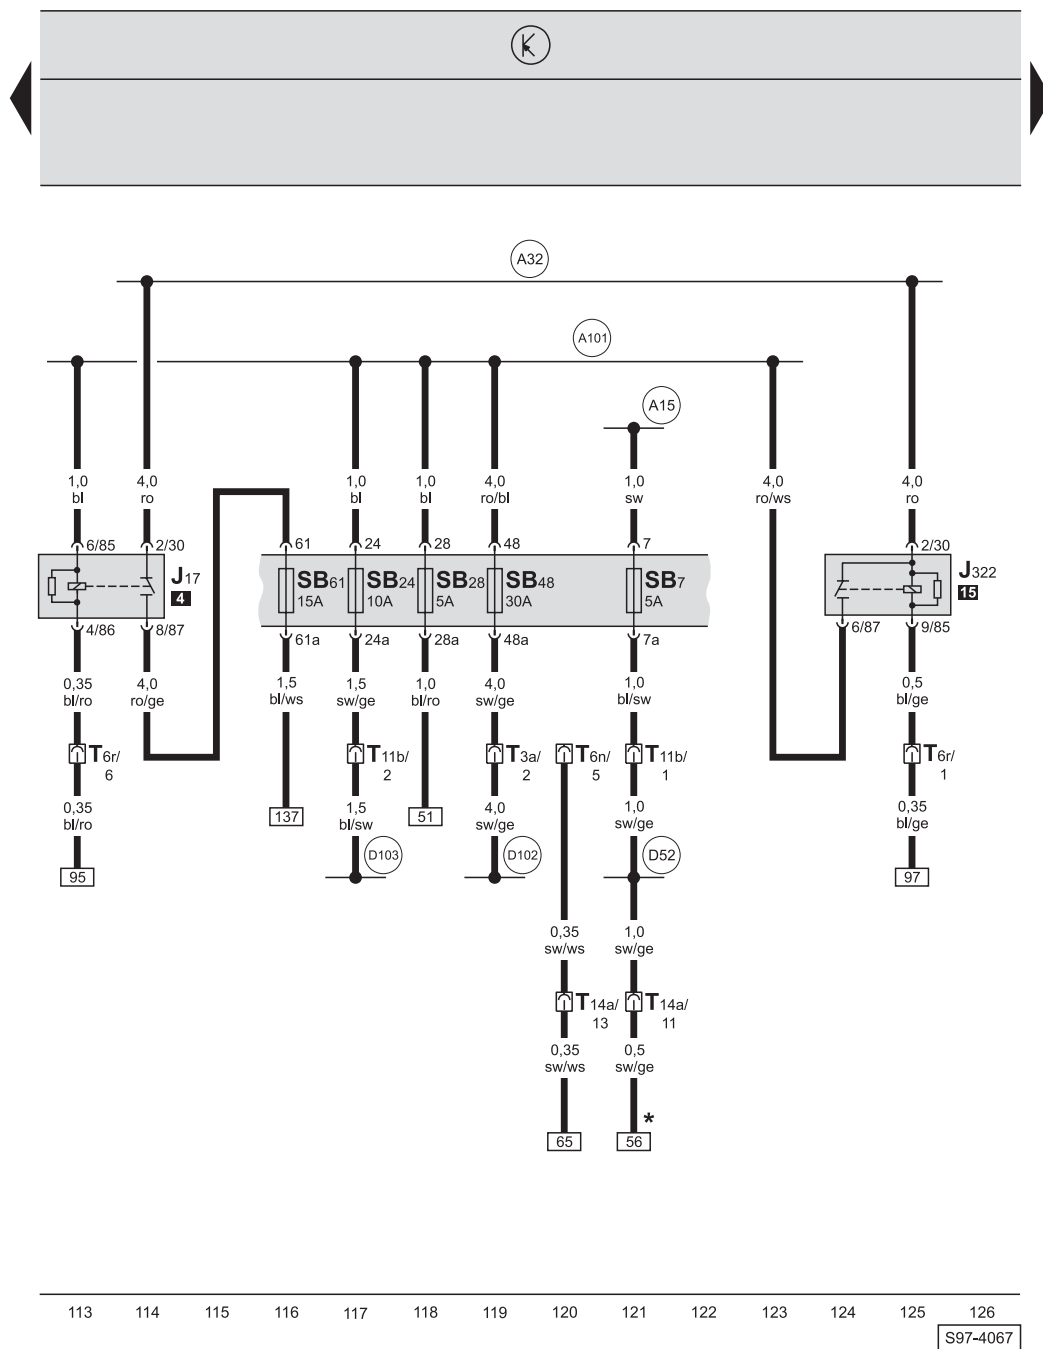 A32
A101
A15
1,0 4,0 1,0 1,0 4,0 1,0 4,0 4,0
bl ro bl bl ro/bl sw ro/ws ro
6/85 2/30 61 24 28 48 7 2/30
J17 SB61 SB24 SB28 SB48 SB7 J322
4 15A 10A 5A 30A 5A 15
4/86 8/87 61a 24a 28a 48a 7a 6/87 9/85
0,35 4,0 1,5 1,5 1,0 4,0 1,0 0,5
bl/ro ro/ge bl/ws sw/ge bl/ro sw/ge bl/sw bl/ge
T6r/ T11b/ T3a/ T6n/ T11b/ T6r/
6 2 2 5 1 1
0,35 137 1,5 51 4,0 1,0 0,35
bl/ro bl/sw sw/ge sw/ge bl/ge
D103 D102 D52
95 97
0,35 1,0
sw/ws sw/ge
T14a/ T14a/
13 11
0,35 0,5
sw/ws sw/ge
*
65 56
113 114 115 116 117 118 119 120 121 122 123 124 125 126
S97-4067